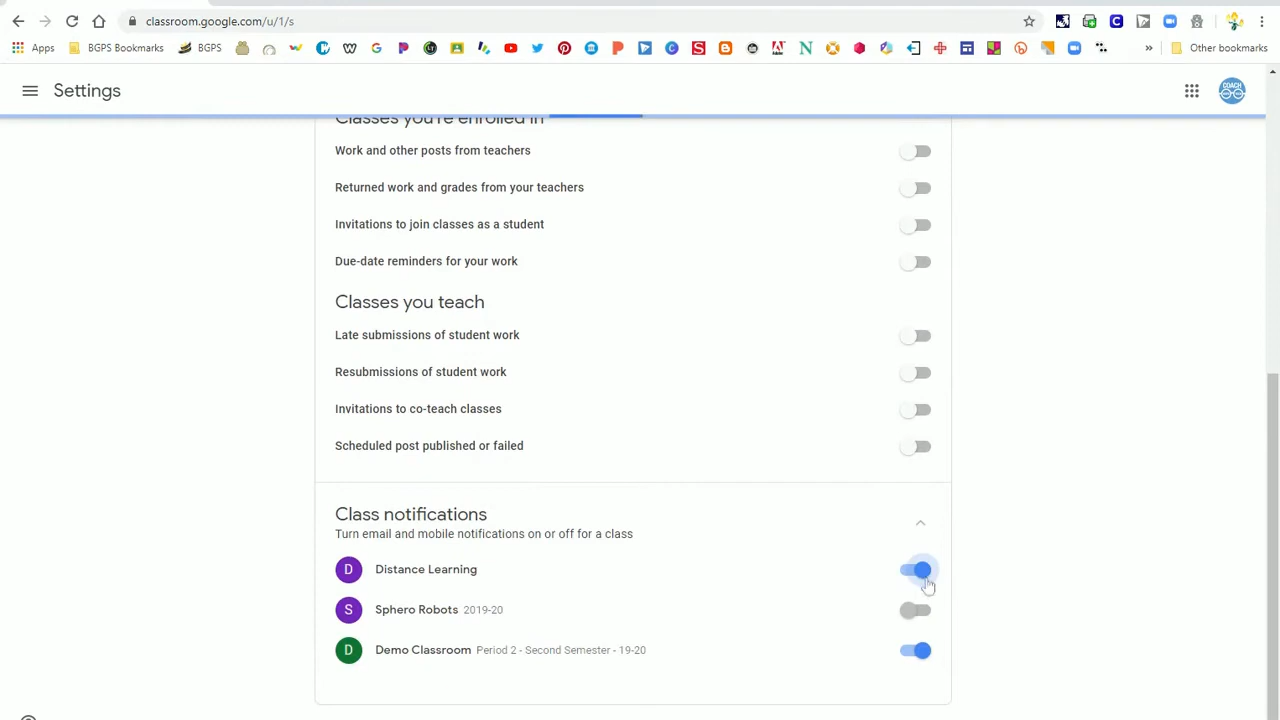 classroom.google.com/u/1/s
Apps BGPS Bookmarks BGPS Other bookmarks
Settings
COACH
Classes you're enrolled in
Work and other posts from teachers
Returned work and grades from your teachers
Invitations to join classes as a student
Due-date reminders for your work
Classes you teach
Late submissions of student work
Resubmissions of student work
Invitations to co-teach classes
Scheduled post published or failed
Class notifications
Turn email and mobile notifications on or off for a class
D Distance Learning
S Sphero Robots 2019-20
D Demo Classroom Period 2 - Second Semester - 19-20